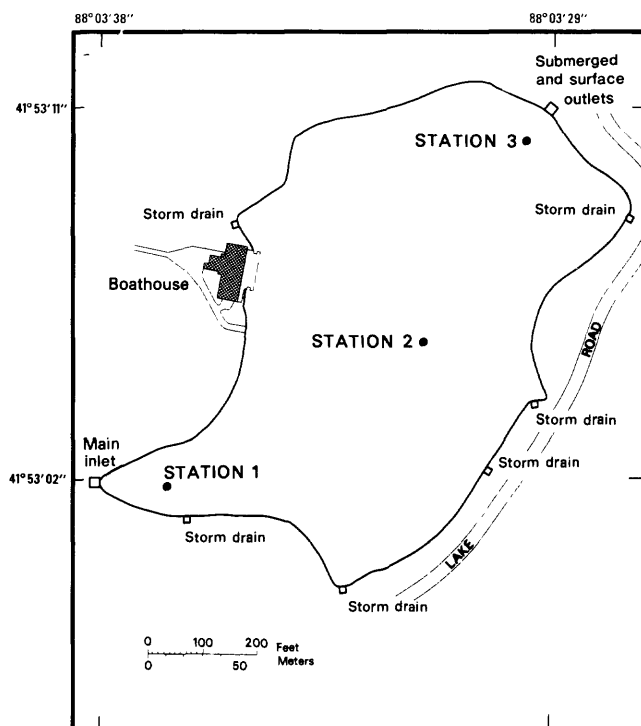 88°03'38''
88°03'29''
Submerged
and surface
outlets
41°53'11''
STATION 3
Storm drain
Storm drain
Boathouse
STATION 2
ROAD
Storm drain
Main
inlet
Storm drain
STATION 1
41°53'02''
Storm drain
LAKE
Storm drain
0 100 200 Feet
0 50 Meters